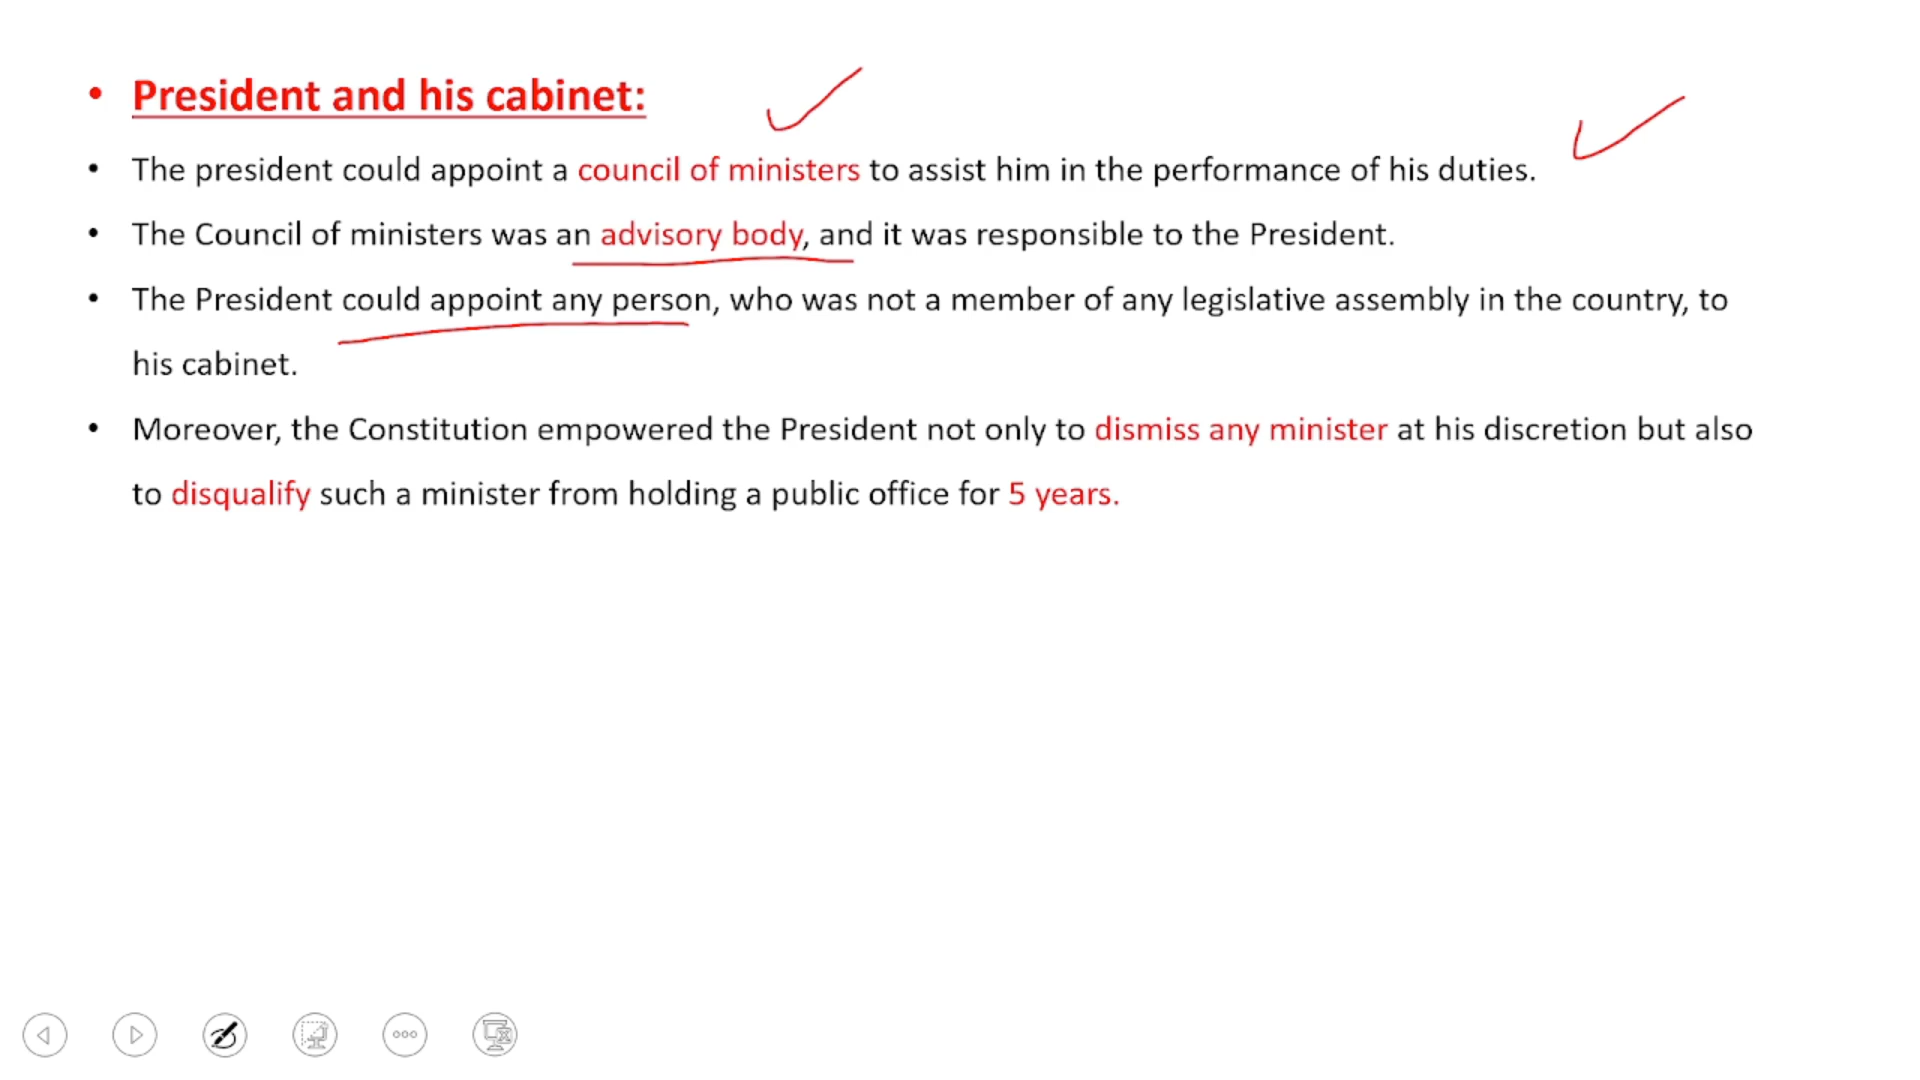 • President and his cabinet:
• The president could appoint a council of ministers to assist him in the performance of his duties.
• The Council of ministers was an advisory body, and it was responsible to the President.
• The President could appoint any person, who was not a member of any legislative assembly in the country, to
his cabinet.
• Moreover, the Constitution empowered the President not only to dismiss any minister at his discretion but also
to disqualify such a minister from holding a public office for 5 years.